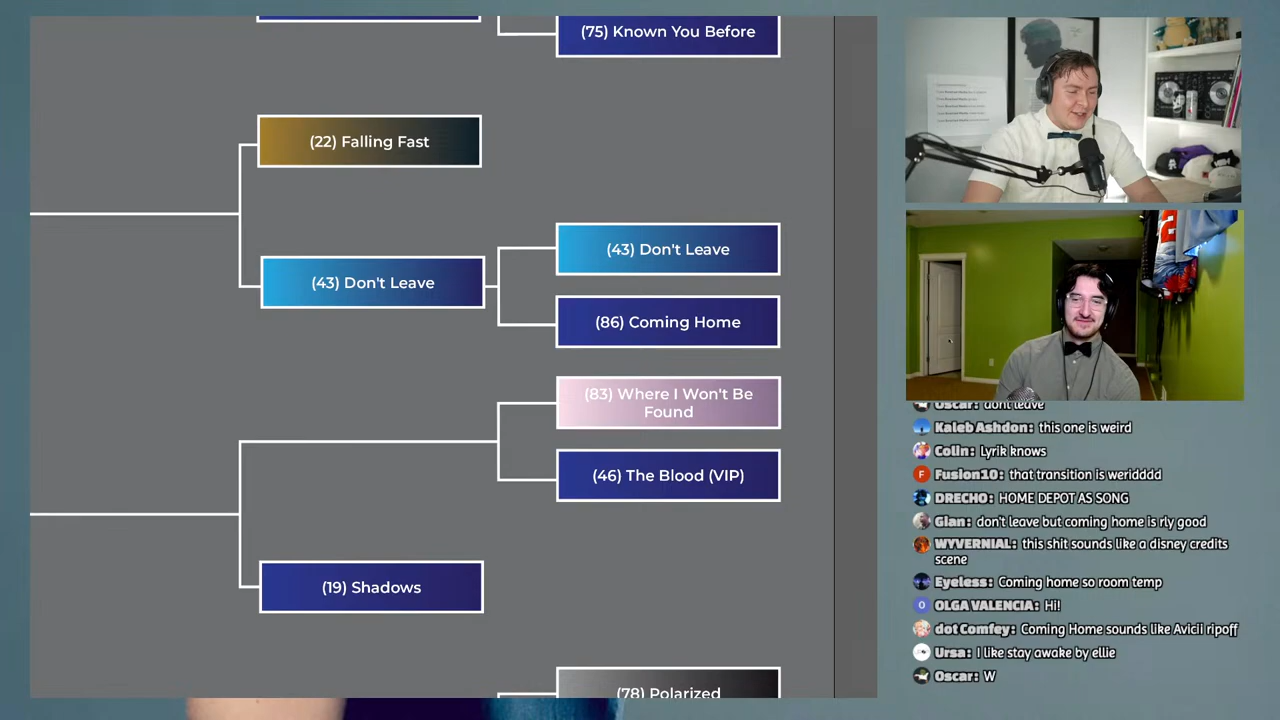 (75) Known You Before
(22) Falling Fast
(43) Don't Leave
(43) Don't Leave
(86) Coming Home
(83) Where I Won't Be
Found
(46) The Blood (VIP)
(19) Shadows
(78) Polarized
Oscar: dont leave
Kaleb Ashdon: this one is weird
Colin: Lyrik knows
F Fusion10: that transition is weridddd
DRECHO: HOME DEPOT AS SONG
Gian: don't leave but coming home is rly good
WYVERNIAL: this shit sounds like a disney credits
scene
Eyeless: Coming home so room temp
O OLGA VALENCIA: Hi!
dot Comfey: Coming Home sounds like Avicii ripoff
Ursa: I like stay awake by ellie
Oscar: W